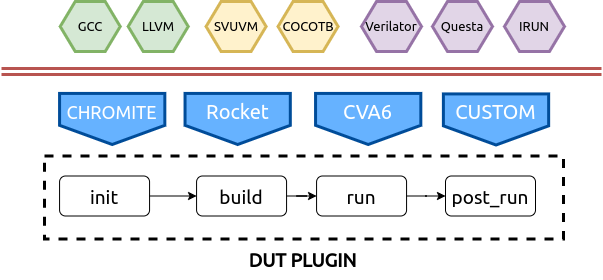 GCC
LLVM
SVUVM
COCOTB
Verilator
Questa
IRUN
CHROMITE
Rocket
CVA6
CUSTOM
init
build
run
post_run
DUT PLUGIN